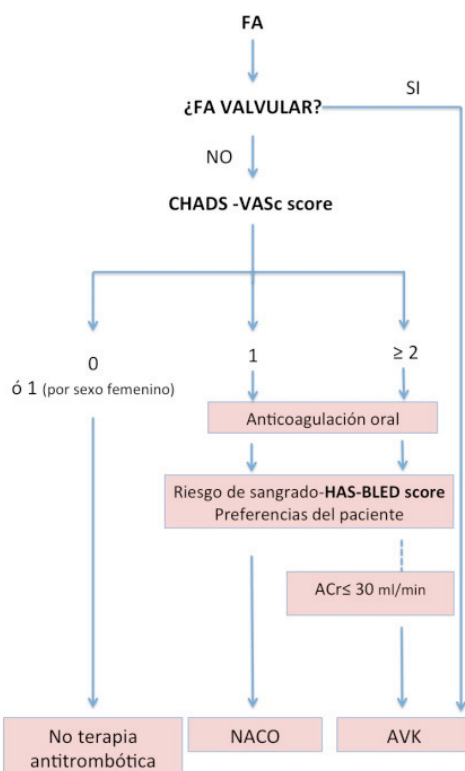 FA
¿FA VALVULAR?
SI
NO
CHADS -VASc score
0
ó 1 (por sexo femenino)
1
≥ 2
Anticoagulación oral
Riesgo de sangrado-HAS-BLED score
Preferencias del paciente
ACr≤ 30 ml/min
No terapia
antitrombótica
NACO
AVK